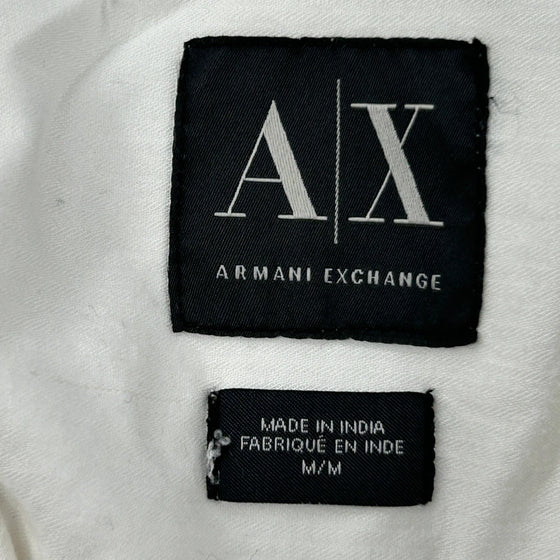 A|X
ARMANI EXCHANGE
MADE IN INDIA
FABRIQUÉ EN INDE
M/M